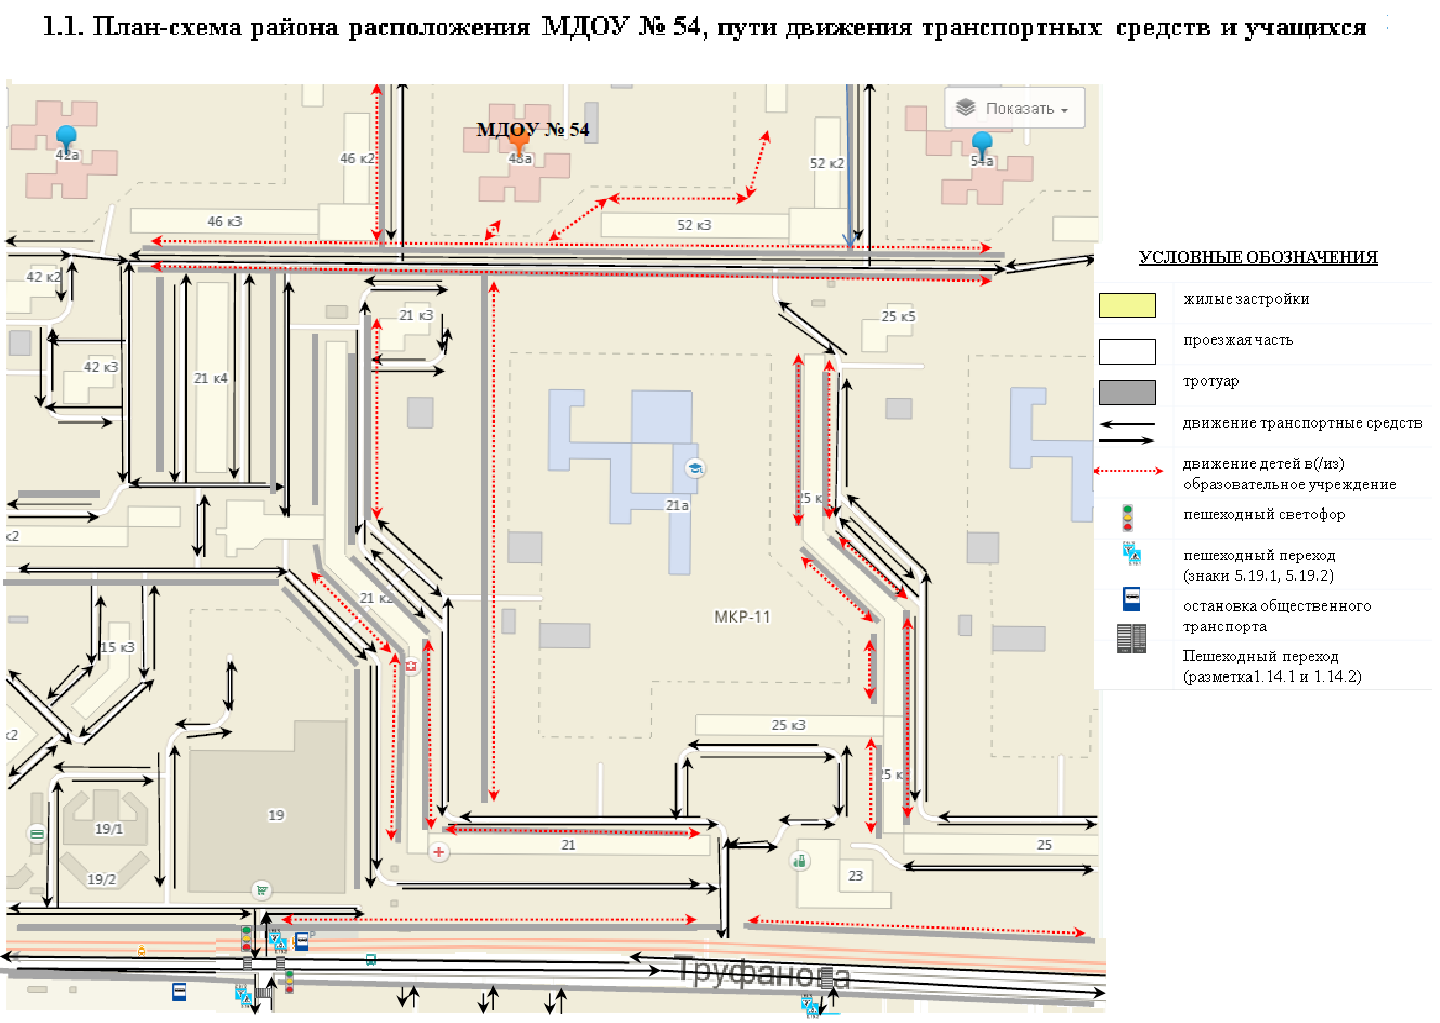 1.1. План-схема района расположения МДОУ № 54, пути движения транспортных средств и учащихся
Показать
МДОУ № 54
42а
46 к2
48а
52 к2
54а
46 к3
52 к3
42 к2
21 к3
25 к5
42 к3
21 к4
21а
к2
21 к2
МКР-11
15 к3
к2
25 к3
19
19/1
21
25
19/2
23
Труфанова
УСЛОВНЫЕ ОБОЗНАЧЕНИЯ
жилые застройки
проезжая часть
тротуар
движение транспортные средств
движение детей в(/из)
образовательное учреждение
пешеходный светофор
пешеходный переход
(знаки 5.19.1, 5.19.2)
остановка общественного
транспорта
Пешеходный переход
(разметка1.14.1 и 1.14.2)